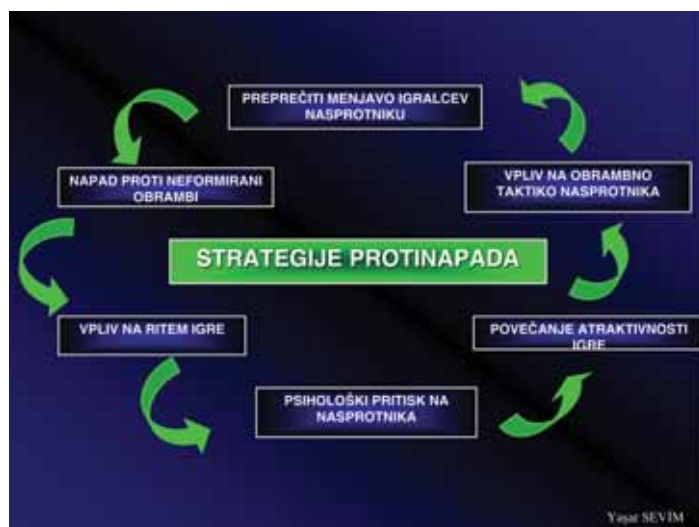 PREPREČITI MENJAVO IGRALCEV
NASPROTNIKU
NAPAD PROTI NEFORMIRANI
OBRAMBI
VPLIV NA OBRAMBNO
TAKTIKO NASPROTNIKA
STRATEGIJE PROTINAPADA
VPLIV NA RITEM IGRE
POVEČANJE ATRAKTIVNOSTI
IGRE
PSIHOLOŠKI PRITISK NA
NASPROTNIKA
Yaşar SEVİM